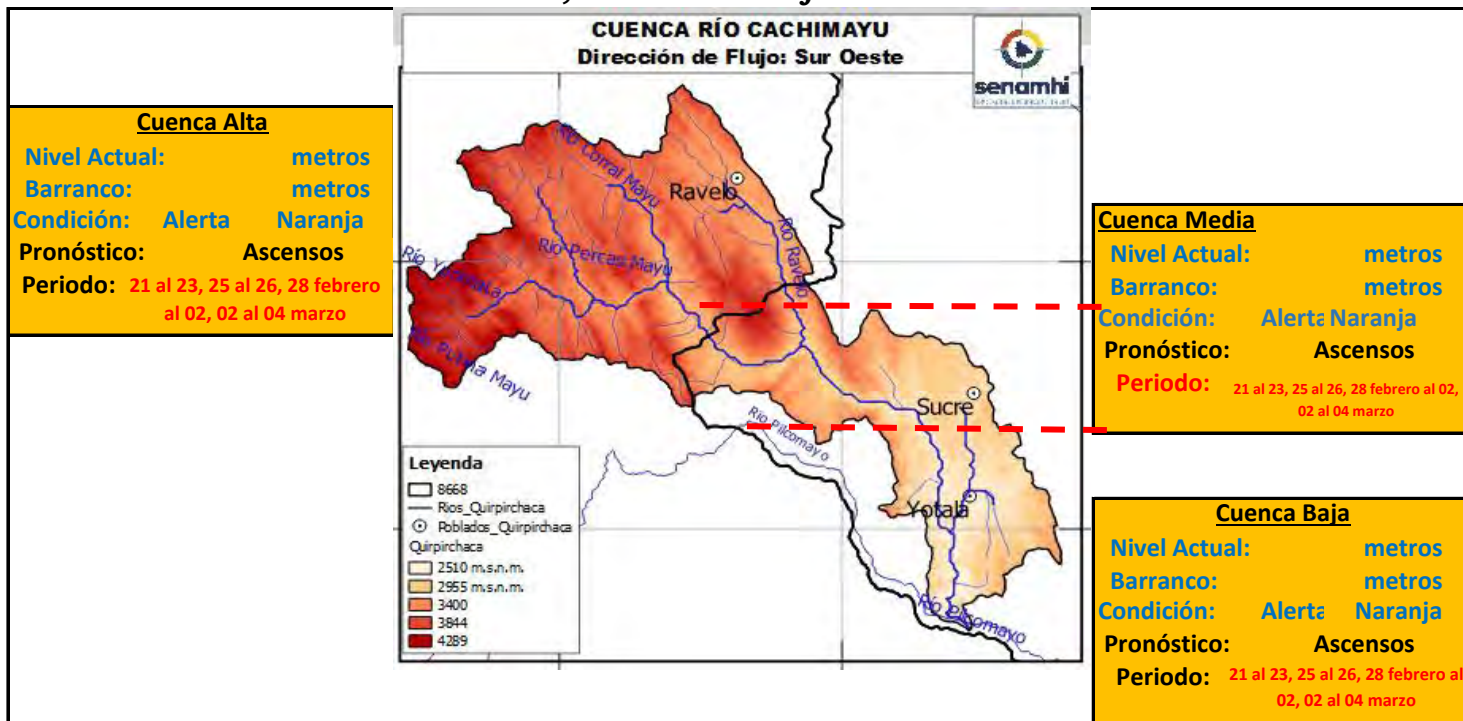 CUENCA RÍO CACHIMAYU
Dirección de Flujo: Sur Oeste
senamhi
Cuenca Alta
Nivel Actual: metros
Barranco: metros
Condición: Alerta Naranja
Pronóstico: Ascensos
Periodo: 21 al 23, 25 al 26, 28 febrero
al 02, 02 al 04 marzo
Río Corral Mayu
Ravelo
Río Ravelo
Río Percas Mayu
Río
Mayu
Sucre
Río Pilcomayo
Yotala
Río Pilcomayo
Leyenda
8668
Rios_Quirpirchaca
Poblados_Quirpirchaca
Quirpirchaca
2510 m.s.n.m.
2955 m.s.n.m.
3400
3844
4289
Cuenca Media
Nivel Actual: metros
Barranco: metros
Condición: Alerta Naranja
Pronóstico: Ascensos
Periodo: 21 al 23, 25 al 26, 28 febrero al 02,
02 al 04 marzo
Cuenca Baja
Nivel Actual: metros
Barranco: metros
Condición: Alerta Naranja
Pronóstico: Ascensos
Periodo: 21 al 23, 25 al 26, 28 febrero al
02, 02 al 04 marzo